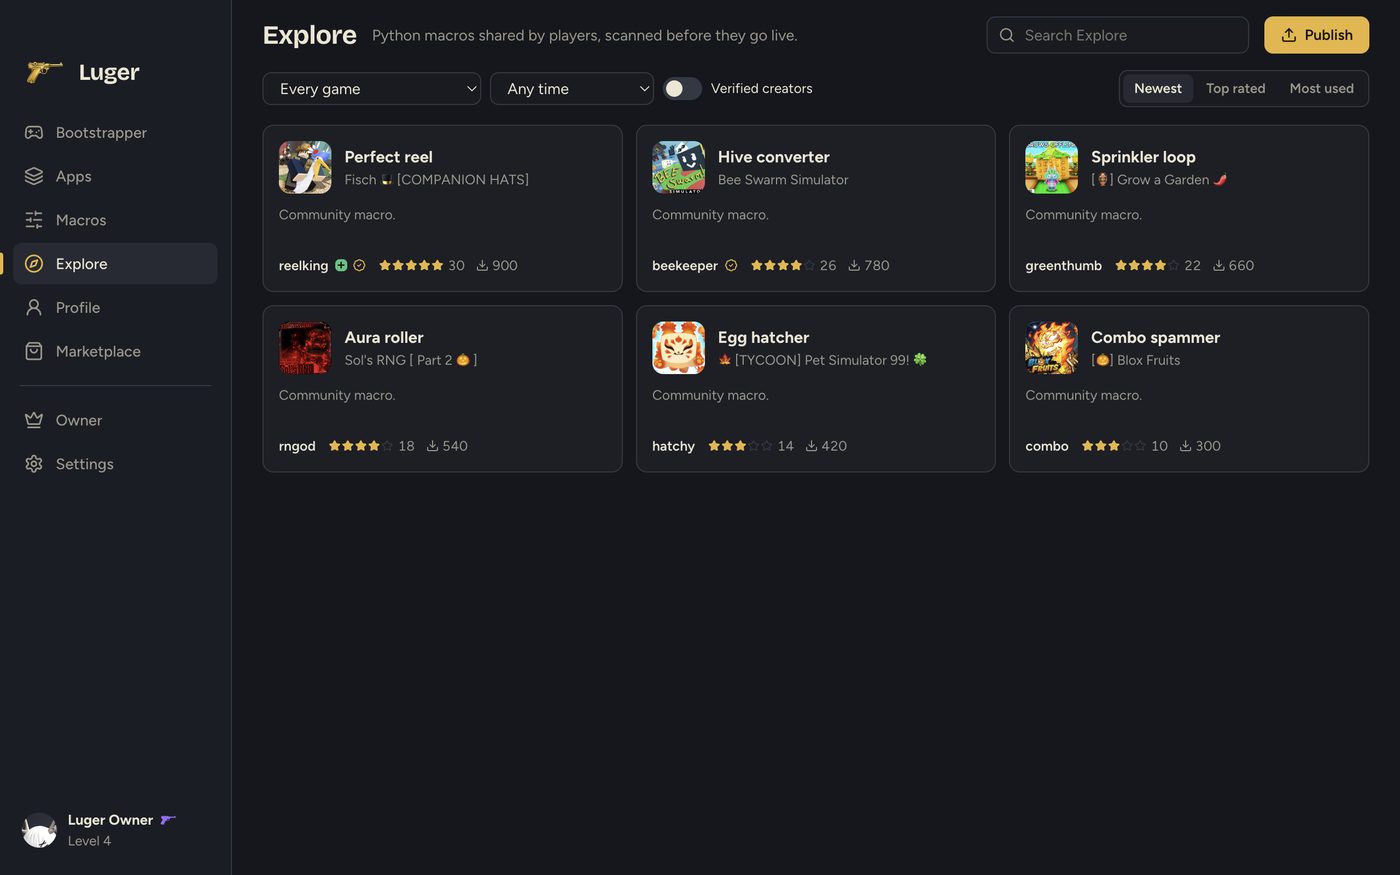 Luger
Bootstrapper
Apps
Macros
Explore
Profile
Marketplace
Owner
Settings
Luger Owner
Level 4
Explore
Python macros shared by players, scanned before they go live.
Search Explore
Publish
Every game
Any time
Verified creators
Newest
Top rated
Most used
Perfect reel
Fisch [COMPANION HATS]
Community macro.
reelking 30 900
BEE Swarm
SIMULATO
Hive converter
Bee Swarm Simulator
Community macro.
beekeeper 26 780
Sprinkler loop
[🏺] Grow a Garden 🌶️
Community macro.
greenthumb 22 660
Aura roller
Sol's RNG [ Part 2 🎃 ]
Community macro.
rngod 18 540
Egg hatcher
🍁 [TYCOON] Pet Simulator 99! 🍀
Community macro.
hatchy 14 420
BLOX
FRUITS
Combo spammer
[🎃] Blox Fruits
Community macro.
combo 10 300